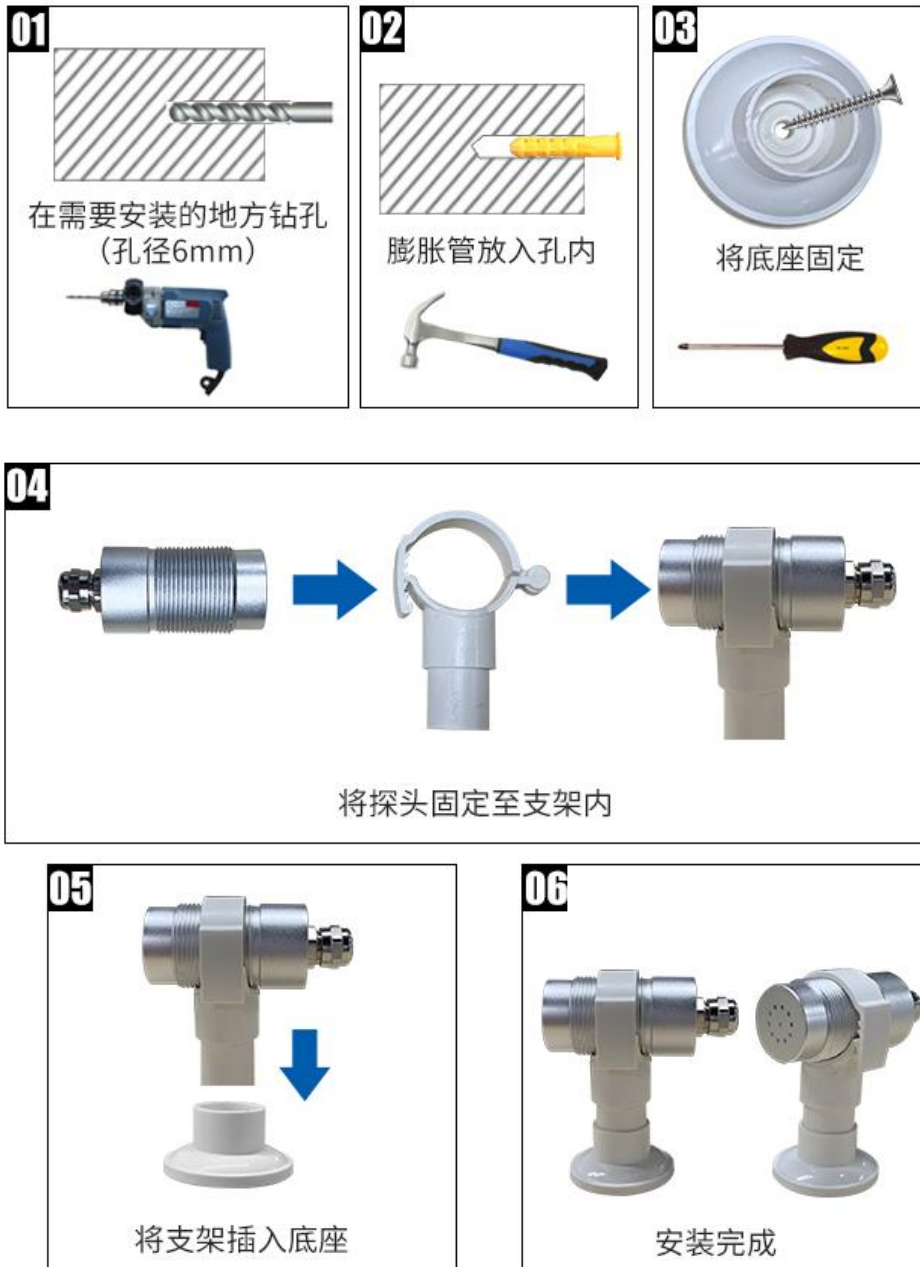 01
在需要安装的地方钻孔
（孔径6mm）
02
膨胀管放入孔内
03
将底座固定
04
将探头固定至支架内
05
将支架插入底座
06
安装完成